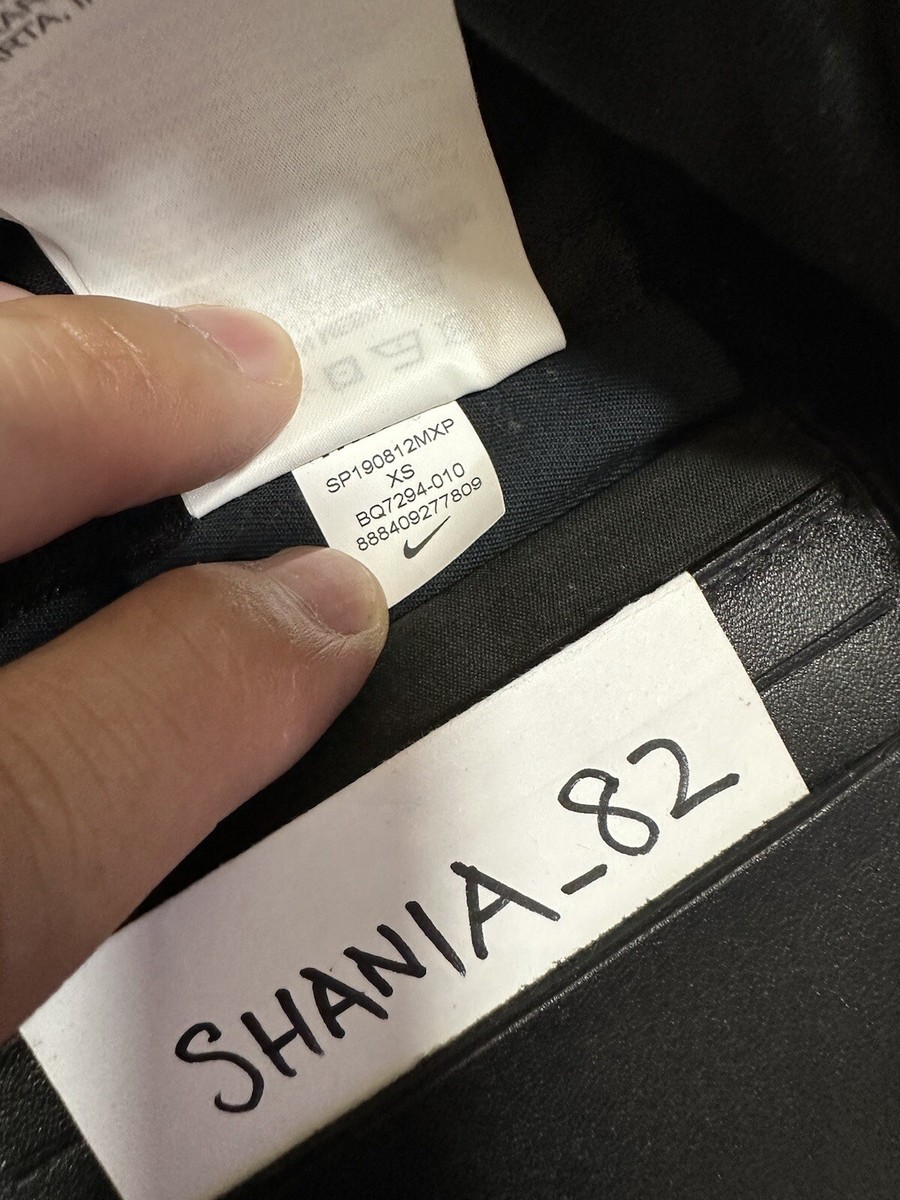 SP190812MXP
XS
BQ7294-010
888409277809
SHANIA_82